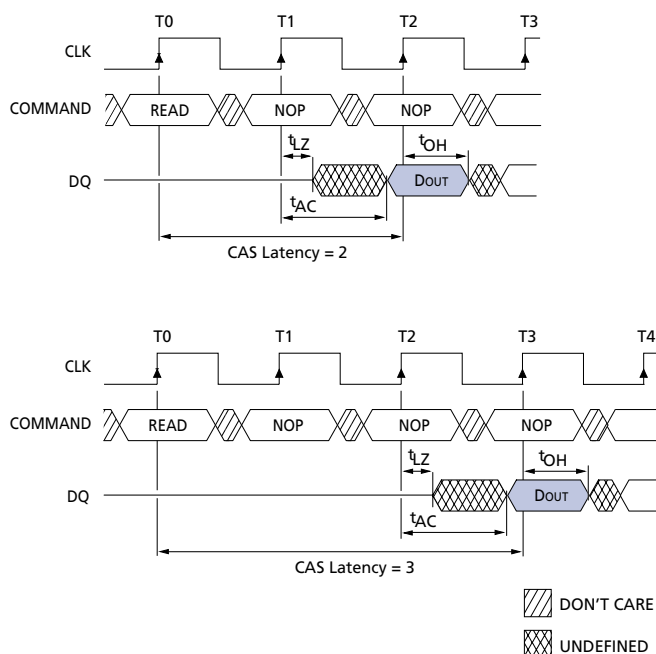 T0 T1 T2 T3
CLK
COMMAND READ NOP NOP
tLZ tOH
DQ DOUT
tAC
CAS Latency = 2
T0 T1 T2 T3 T4
CLK
COMMAND READ NOP NOP NOP
tLZ tOH
DQ DOUT
tAC
CAS Latency = 3
DON'T CARE
UNDEFINED